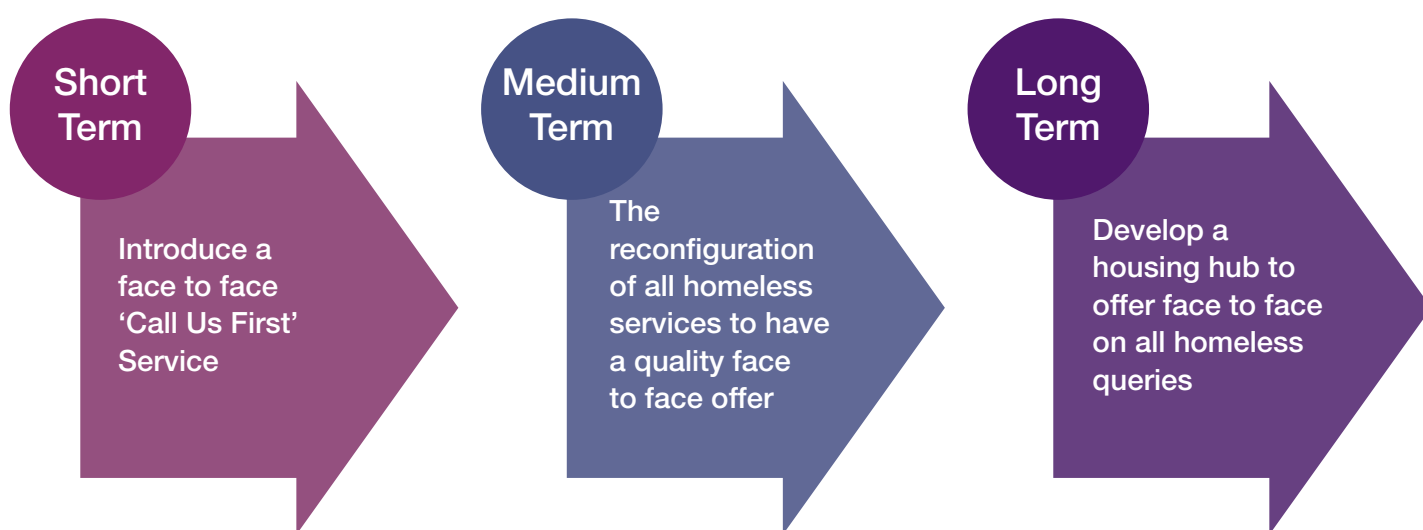 Short
Term
Introduce a
face to face
‘Call Us First’
Service
Medium
Term
The
reconfiguration
of all homeless
services to have
a quality face
to face offer
Long
Term
Develop a
housing hub to
offer face to face
on all homeless
queries